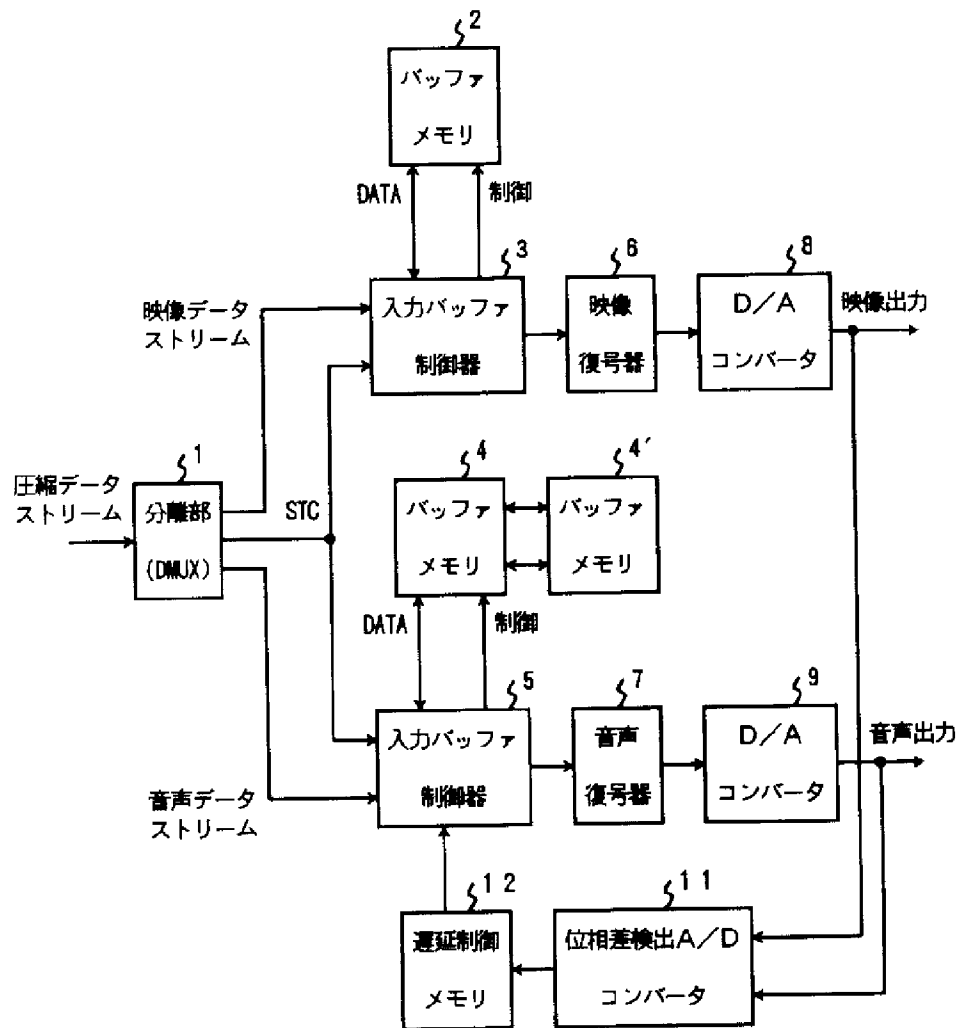 2
バッファ
メモリ
DATA
制御
3
6
8
映像データ
ストリーム
入力バッファ
制御器
映像
復号器
D/A
コンバータ
映像出力
1
4
4′
圧縮データ
ストリーム
分離部
(DMUX)
STC
バッファ
メモリ
バッファ
メモリ
DATA
制御
5
7
9
入力バッファ
制御器
音声
復号器
D/A
コンバータ
音声出力
音声データ
ストリーム
12
11
遅延制御
メモリ
位相差検出A/D
コンバータ